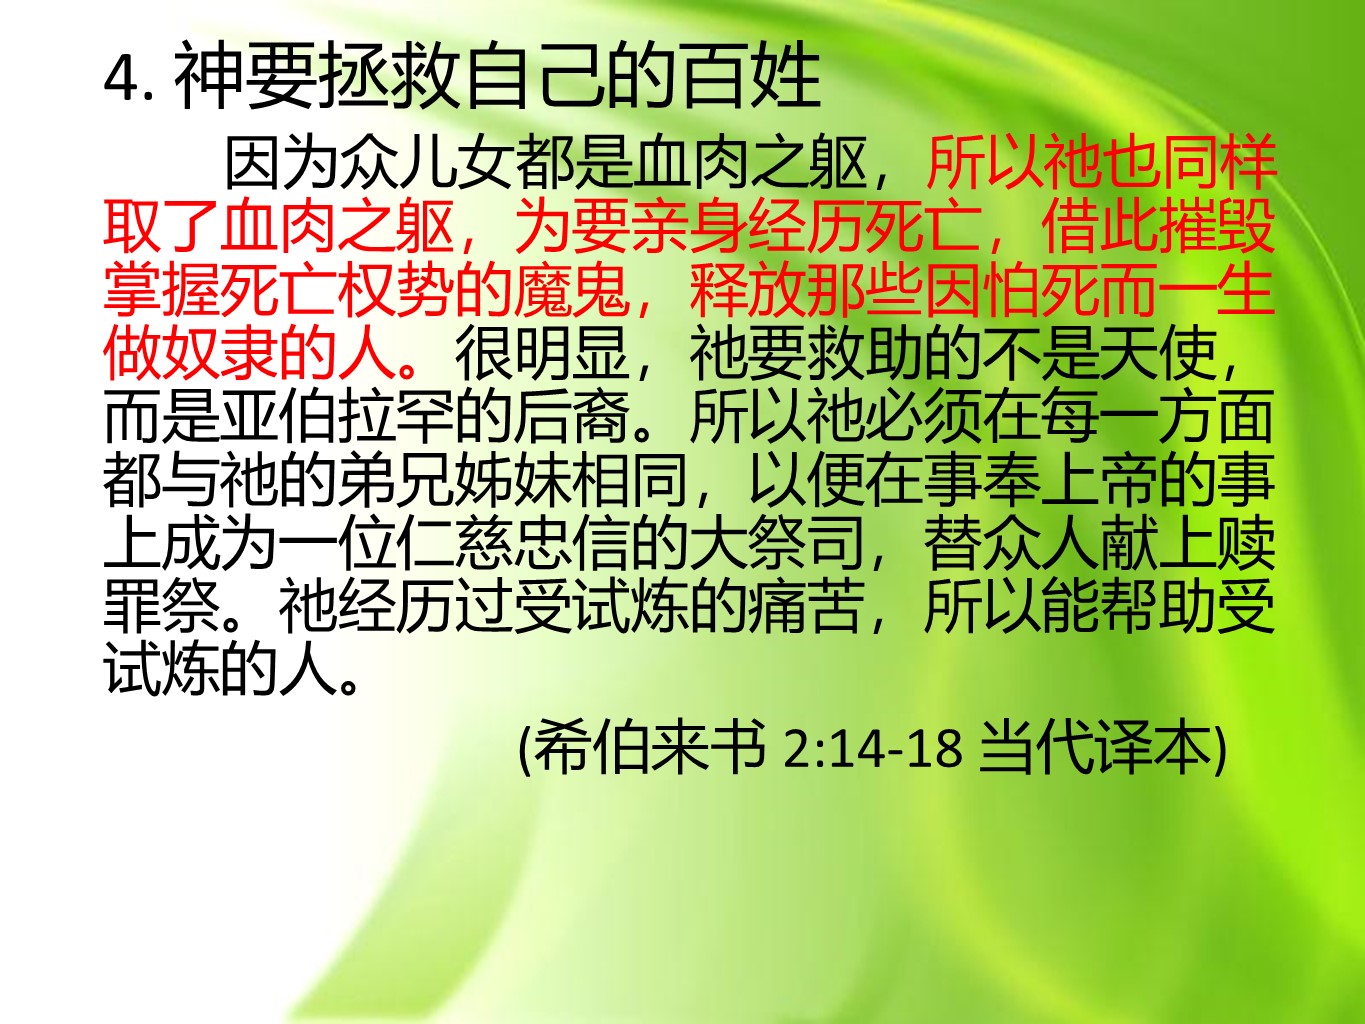 4. 神要拯救自己的百姓
因为众儿女都是血肉之躯，所以祂也同样
取了血肉之躯，为要亲身经历死亡，借此摧毁
掌握死亡权势的魔鬼，释放那些因怕死而一生
做奴隶的人。很明显，祂要救助的不是天使，
而是亚伯拉罕的后裔。所以祂必须在每一方面
都与祂的弟兄姊妹相同，以便在事奉上帝的事
上成为一位仁慈忠信的大祭司，替众人献上赎
罪祭。祂经历过受试炼的痛苦，所以能帮助受
试炼的人。
(希伯来书 2:14-18 当代译本)